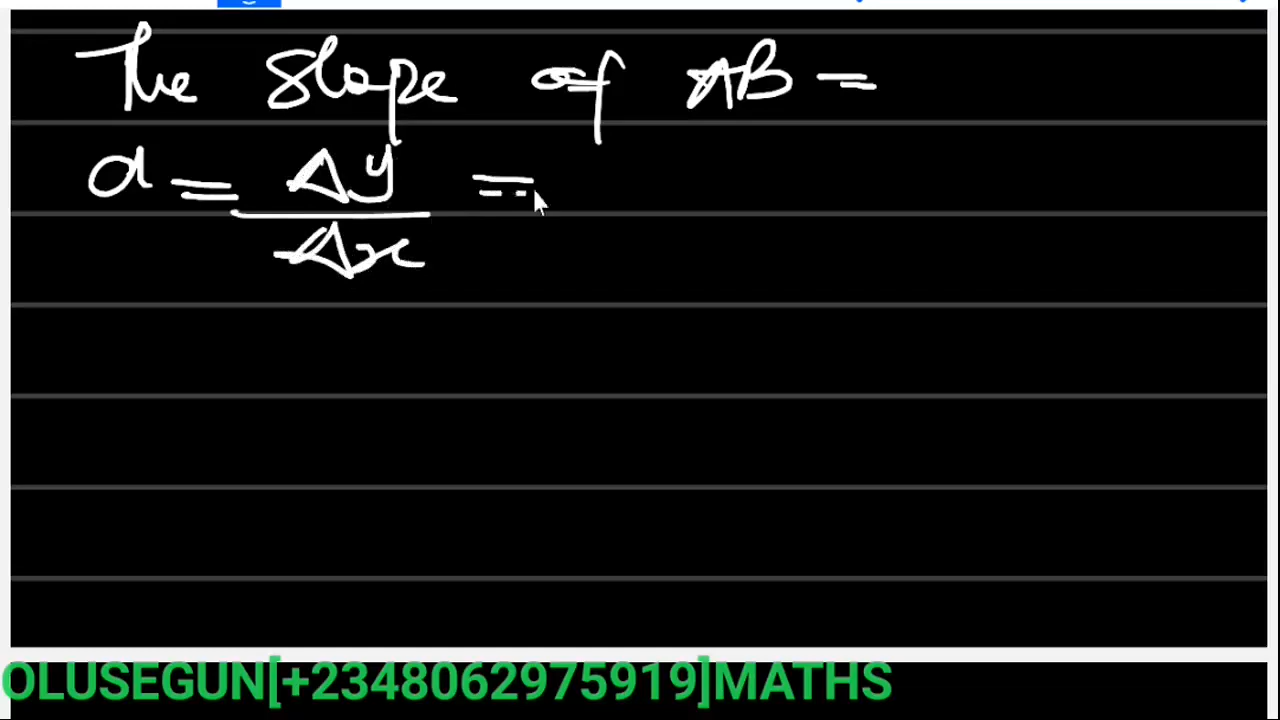 The slope of AB =
a = Δy/Δx =
OLUSEGUN[+2348062975919]MATHS